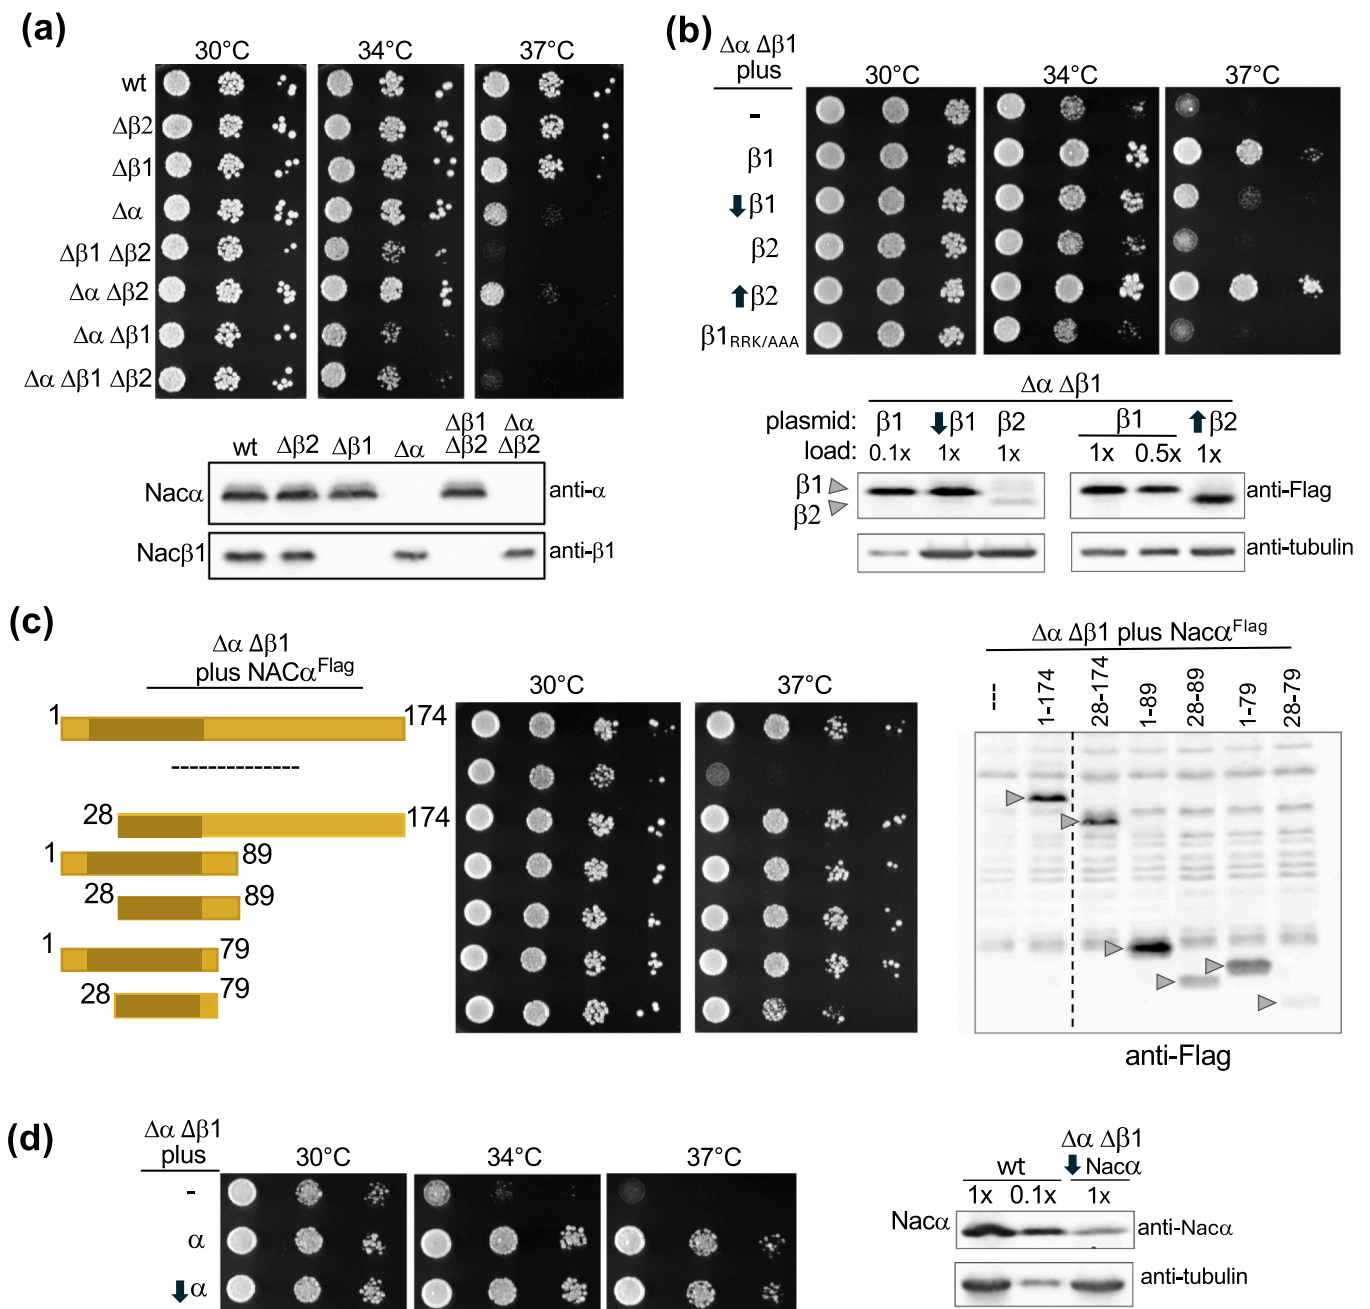 (a)
30°C 34°C 37°C
wt
Δβ2
Δβ1
Δα
Δβ1 Δβ2
Δα Δβ2
Δα Δβ1
Δα Δβ1 Δβ2
wt Δβ2 Δβ1 Δα Δβ1 Δβ2 Δα Δβ2
Nacα anti-α
Nacβ1 anti-β1
(b)
Δα Δβ1
plus
30°C 34°C 37°C
-
β1
↓β1
β2
↑β2
β1RRK/AAA
Δα Δβ1
plasmid: β1 ↓β1 β2 β1 ↑β2
load: 0.1x 1x 1x 1x 0.5x 1x
β1
β2
anti-Flag
anti-tubulin
(c)
Δα Δβ1
plus NACαFlag
30°C 37°C
1 174
--------------
28 174
1 89
28 89
1 79
28 79
Δα Δβ1 plus NacαFlag
--- 1-174 28-174 1-89 28-89 1-79 28-79
anti-Flag
(d)
Δα Δβ1
plus
30°C 34°C 37°C
-
α
↓α
Δα Δβ1
wt ↓Nacα
1x 0.1x 1x
Nacα anti-Nacα
anti-tubulin